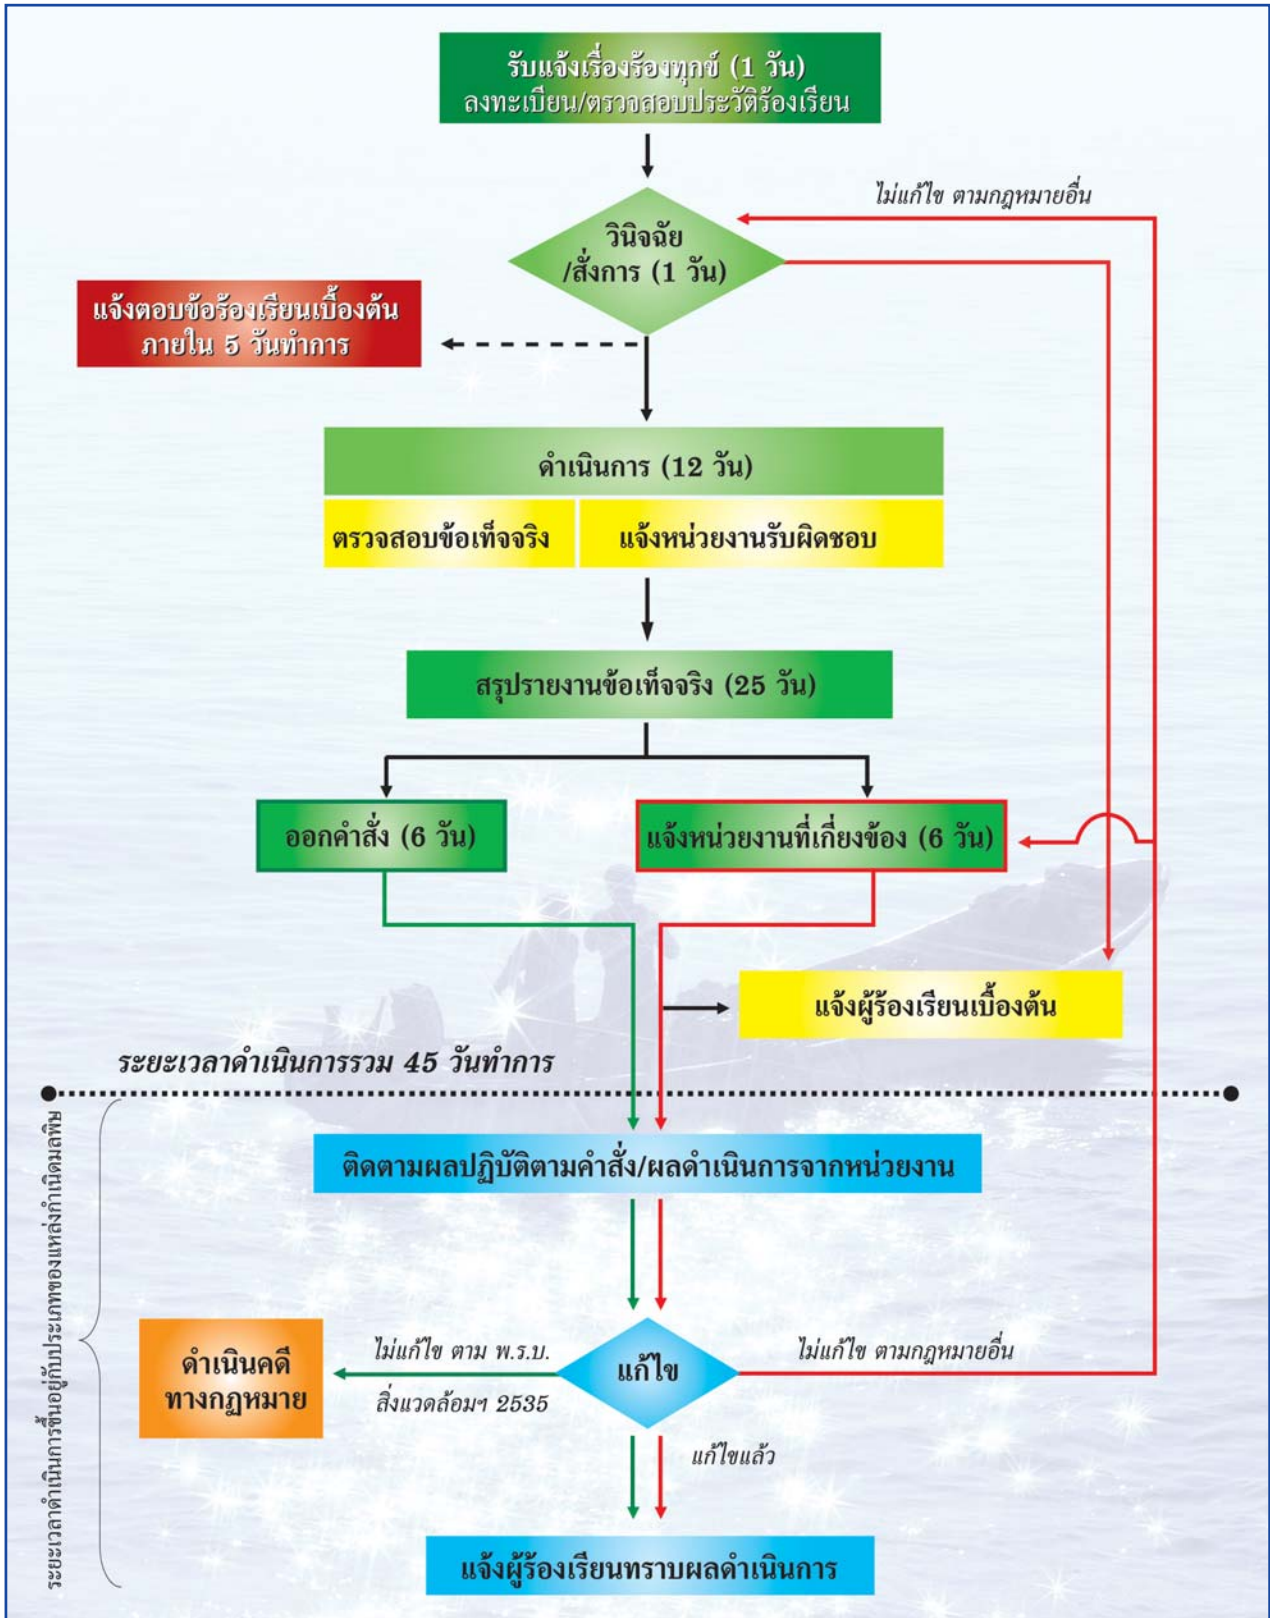 รับแจ้งเรื่องร้องทุกข์ (1 วัน)
ลงทะเบียน/ตรวจสอบประวัติร้องเรียน
ไม่แก้ไข ตามกฎหมายอื่น
วินิจฉัย
/สั่งการ (1 วัน)
แจ้งตอบข้อร้องเรียนเบื้องต้น
ภายใน 5 วันทำการ
ดำเนินการ (12 วัน)
ตรวจสอบข้อเท็จจริง
แจ้งหน่วยงานรับผิดชอบ
สรุปรายงานข้อเท็จจริง (25 วัน)
ออกคำสั่ง (6 วัน)
แจ้งหน่วยงานที่เกี่ยงข้อง (6 วัน)
แจ้งผู้ร้องเรียนเบื้องต้น
ระยะเวลาดำเนินการรวม 45 วันทำการ
ระยะเวลาดำเนินการขึ้นอยู่กับประเภทของแหล่งกำเนิดมลพิษ
ติดตามผลปฏิบัติตามคำสั่ง/ผลดำเนินการจากหน่วยงาน
ดำเนินคดี
ทางกฎหมาย
ไม่แก้ไข ตาม พ.ร.บ.
สิ่งแวดล้อมฯ 2535
แก้ไข
ไม่แก้ไข ตามกฎหมายอื่น
แก้ไขแล้ว
แจ้งผู้ร้องเรียนทราบผลดำเนินการ